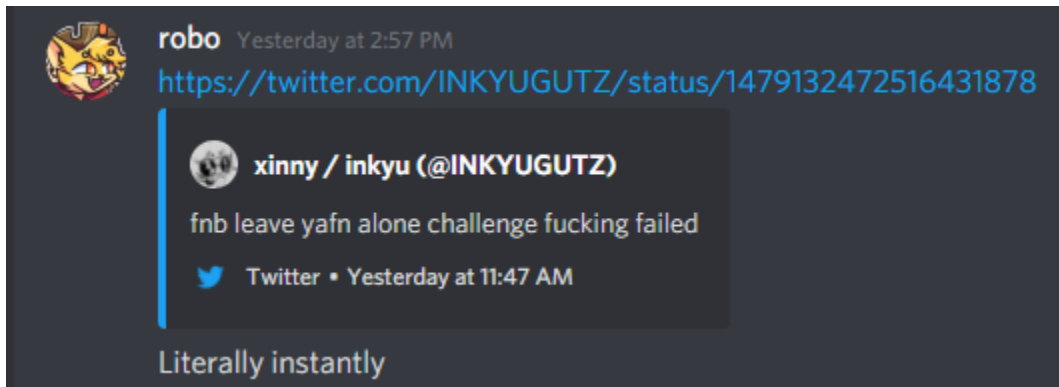 robo Yesterday at 2:57 PM
https://twitter.com/INKYUGUTZ/status/1479132472516431878
xinny / inkyu (@INKYUGUTZ)
fnb leave yafn alone challenge fucking failed
Twitter • Yesterday at 11:47 AM
Literally instantly